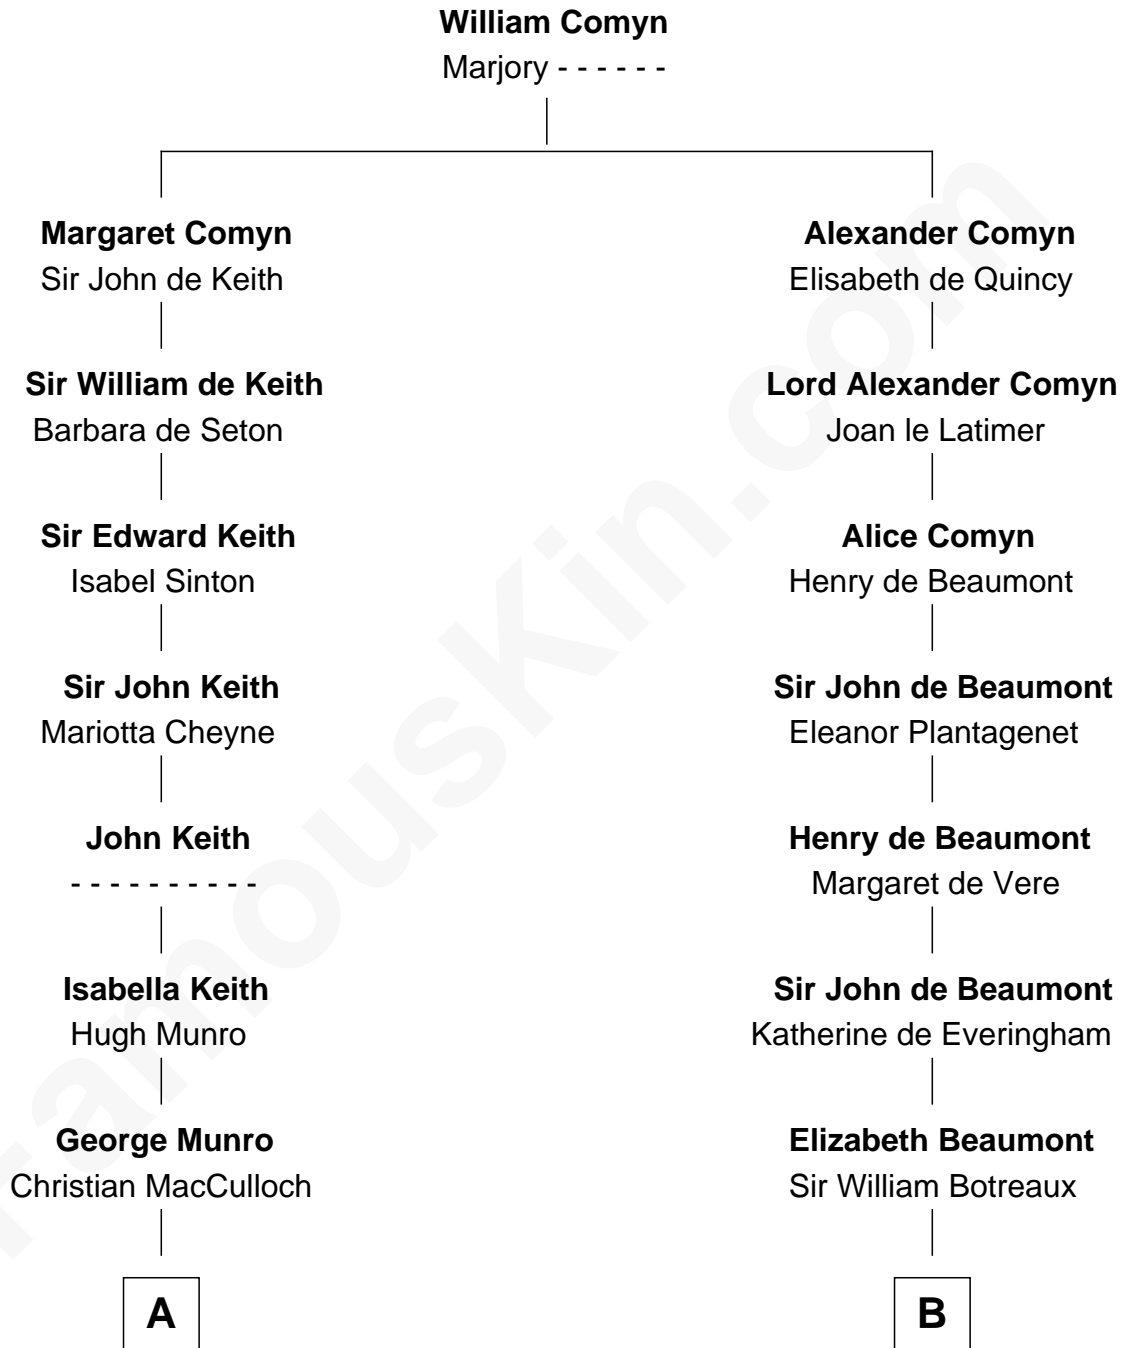 William Comyn
Marjory - - - - - -
Margaret Comyn
Sir John de Keith
Alexander Comyn
Elisabeth de Quincy
Sir William de Keith
Barbara de Seton
Lord Alexander Comyn
Joan le Latimer
Sir Edward Keith
Isabel Sinton
Alice Comyn
Henry de Beaumont
Sir John Keith
Mariotta Cheyne
Sir John de Beaumont
Eleanor Plantagenet
John Keith
- - - - - - - - - -
Henry de Beaumont
Margaret de Vere
Isabella Keith
Hugh Munro
Sir John de Beaumont
Katherine de Everingham
George Munro
Christian MacCulloch
Elizabeth Beaumont
Sir William Botreaux
A
B
FamousKin.com